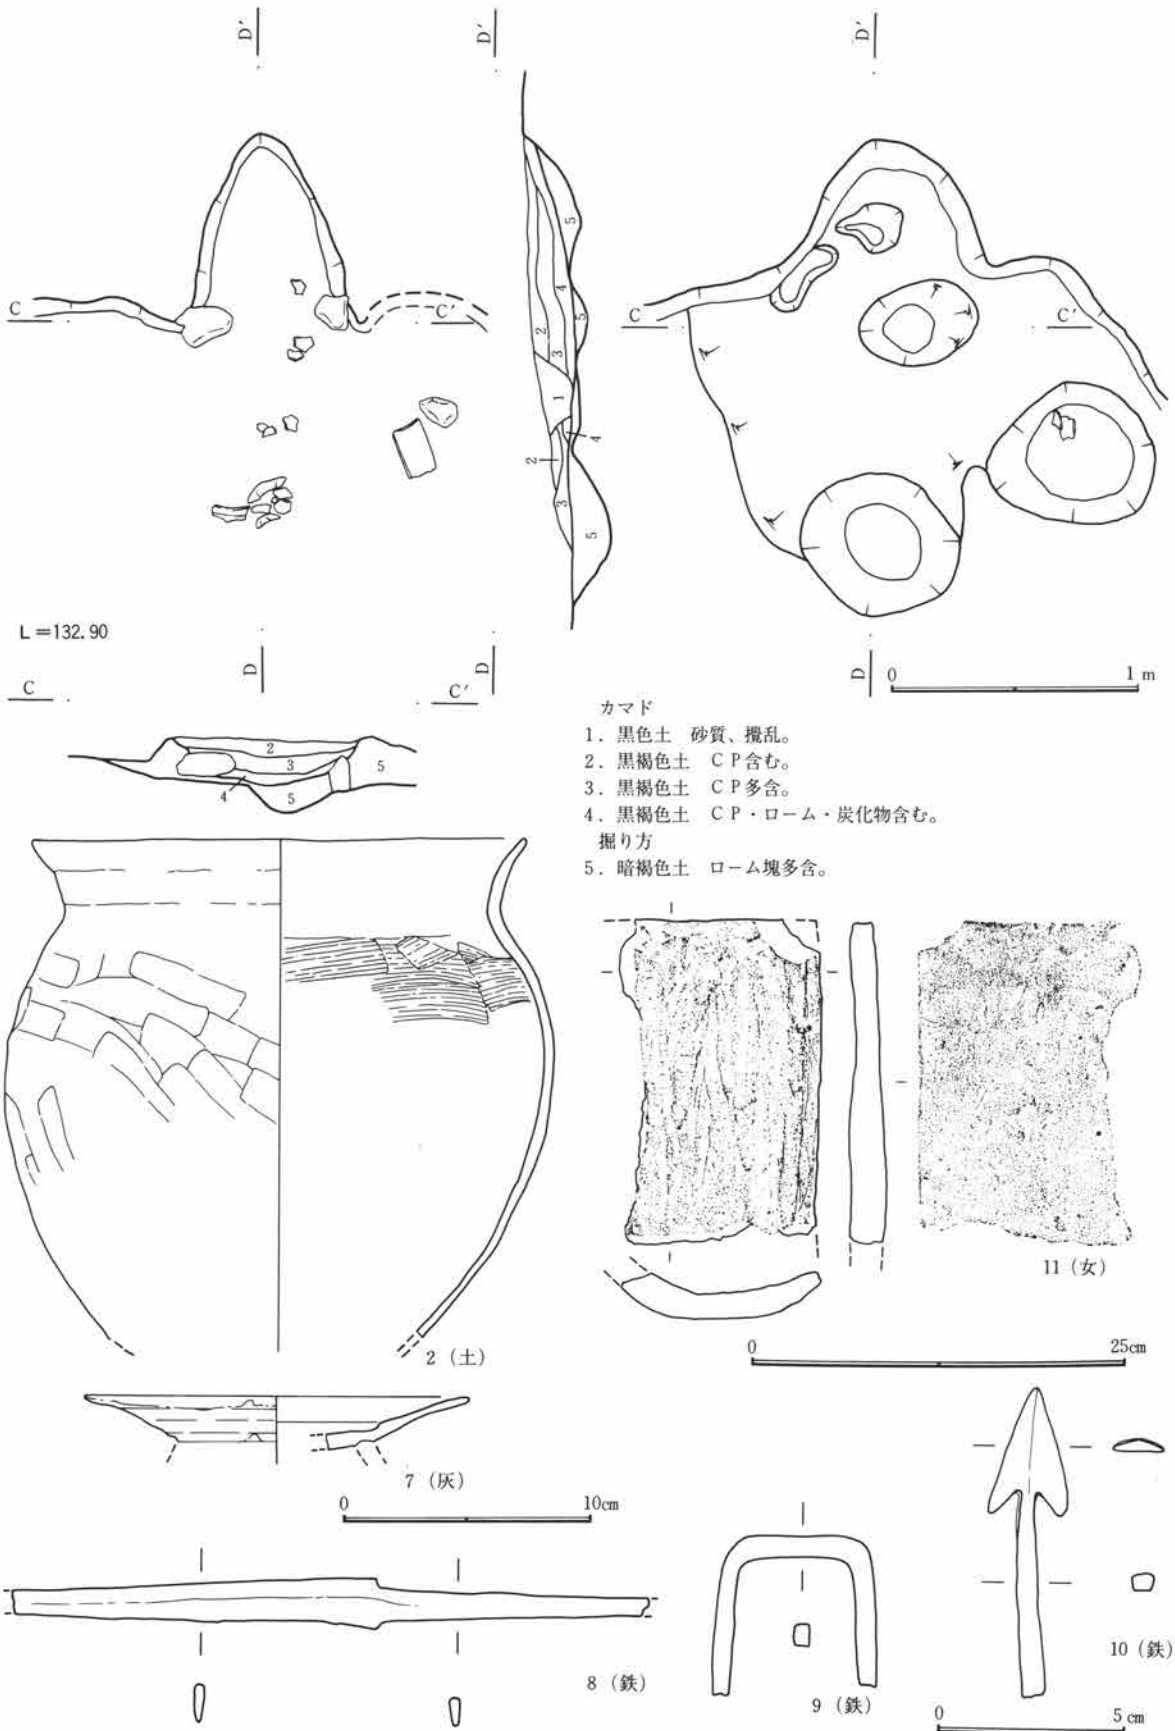 D′
D′
D′
C
C′
C
C′
5
4
2
5
3
1
4
2
3
5
L＝132.90
D
D
D
0
1 m
C
C′
2
3
4
5
5
カマド
1. 黒色土　砂質、攪乱。
2. 黒褐色土　ＣＰ含む。
3. 黒褐色土　ＣＰ多含。
4. 黒褐色土　ＣＰ・ローム・炭化物含む。
掘り方
5. 暗褐色土　ローム塊多含。
11（女）
2（土）
0
25cm
7（灰）
0
10cm
8（鉄）
9（鉄）
10（鉄）
0
5 cm